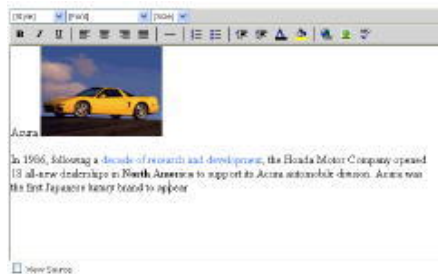 [Style] [Font] [Size]
B I U
Acura
In 1986, following a decade of research and development, the Honda Motor Company opened
18 all-new dealerships in North America to support its Acura automobile division. Acura was
the first Japanese luxury brand to appear
View Source